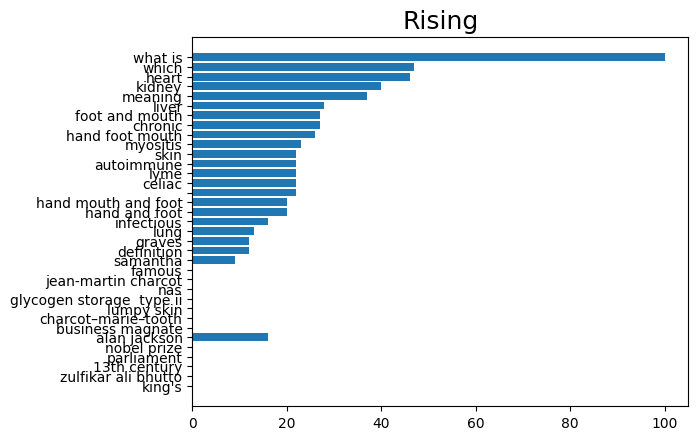 Rising
what is
which
heart
kidney
meaning
liver
foot and mouth
chronic
hand foot mouth
myositis
skin
autoimmune
lyme
celiac
hand mouth and foot
hand and foot
infectious
lung
graves
definition
samantha
famous
jean-martin charcot
nas
glycogen storage  type ii
lumpy skin
charcot–marie–tooth
business magnate
alan jackson
nobel prize
parliament
13th century
zulfikar ali bhutto
king's
0 20 40 60 80 100